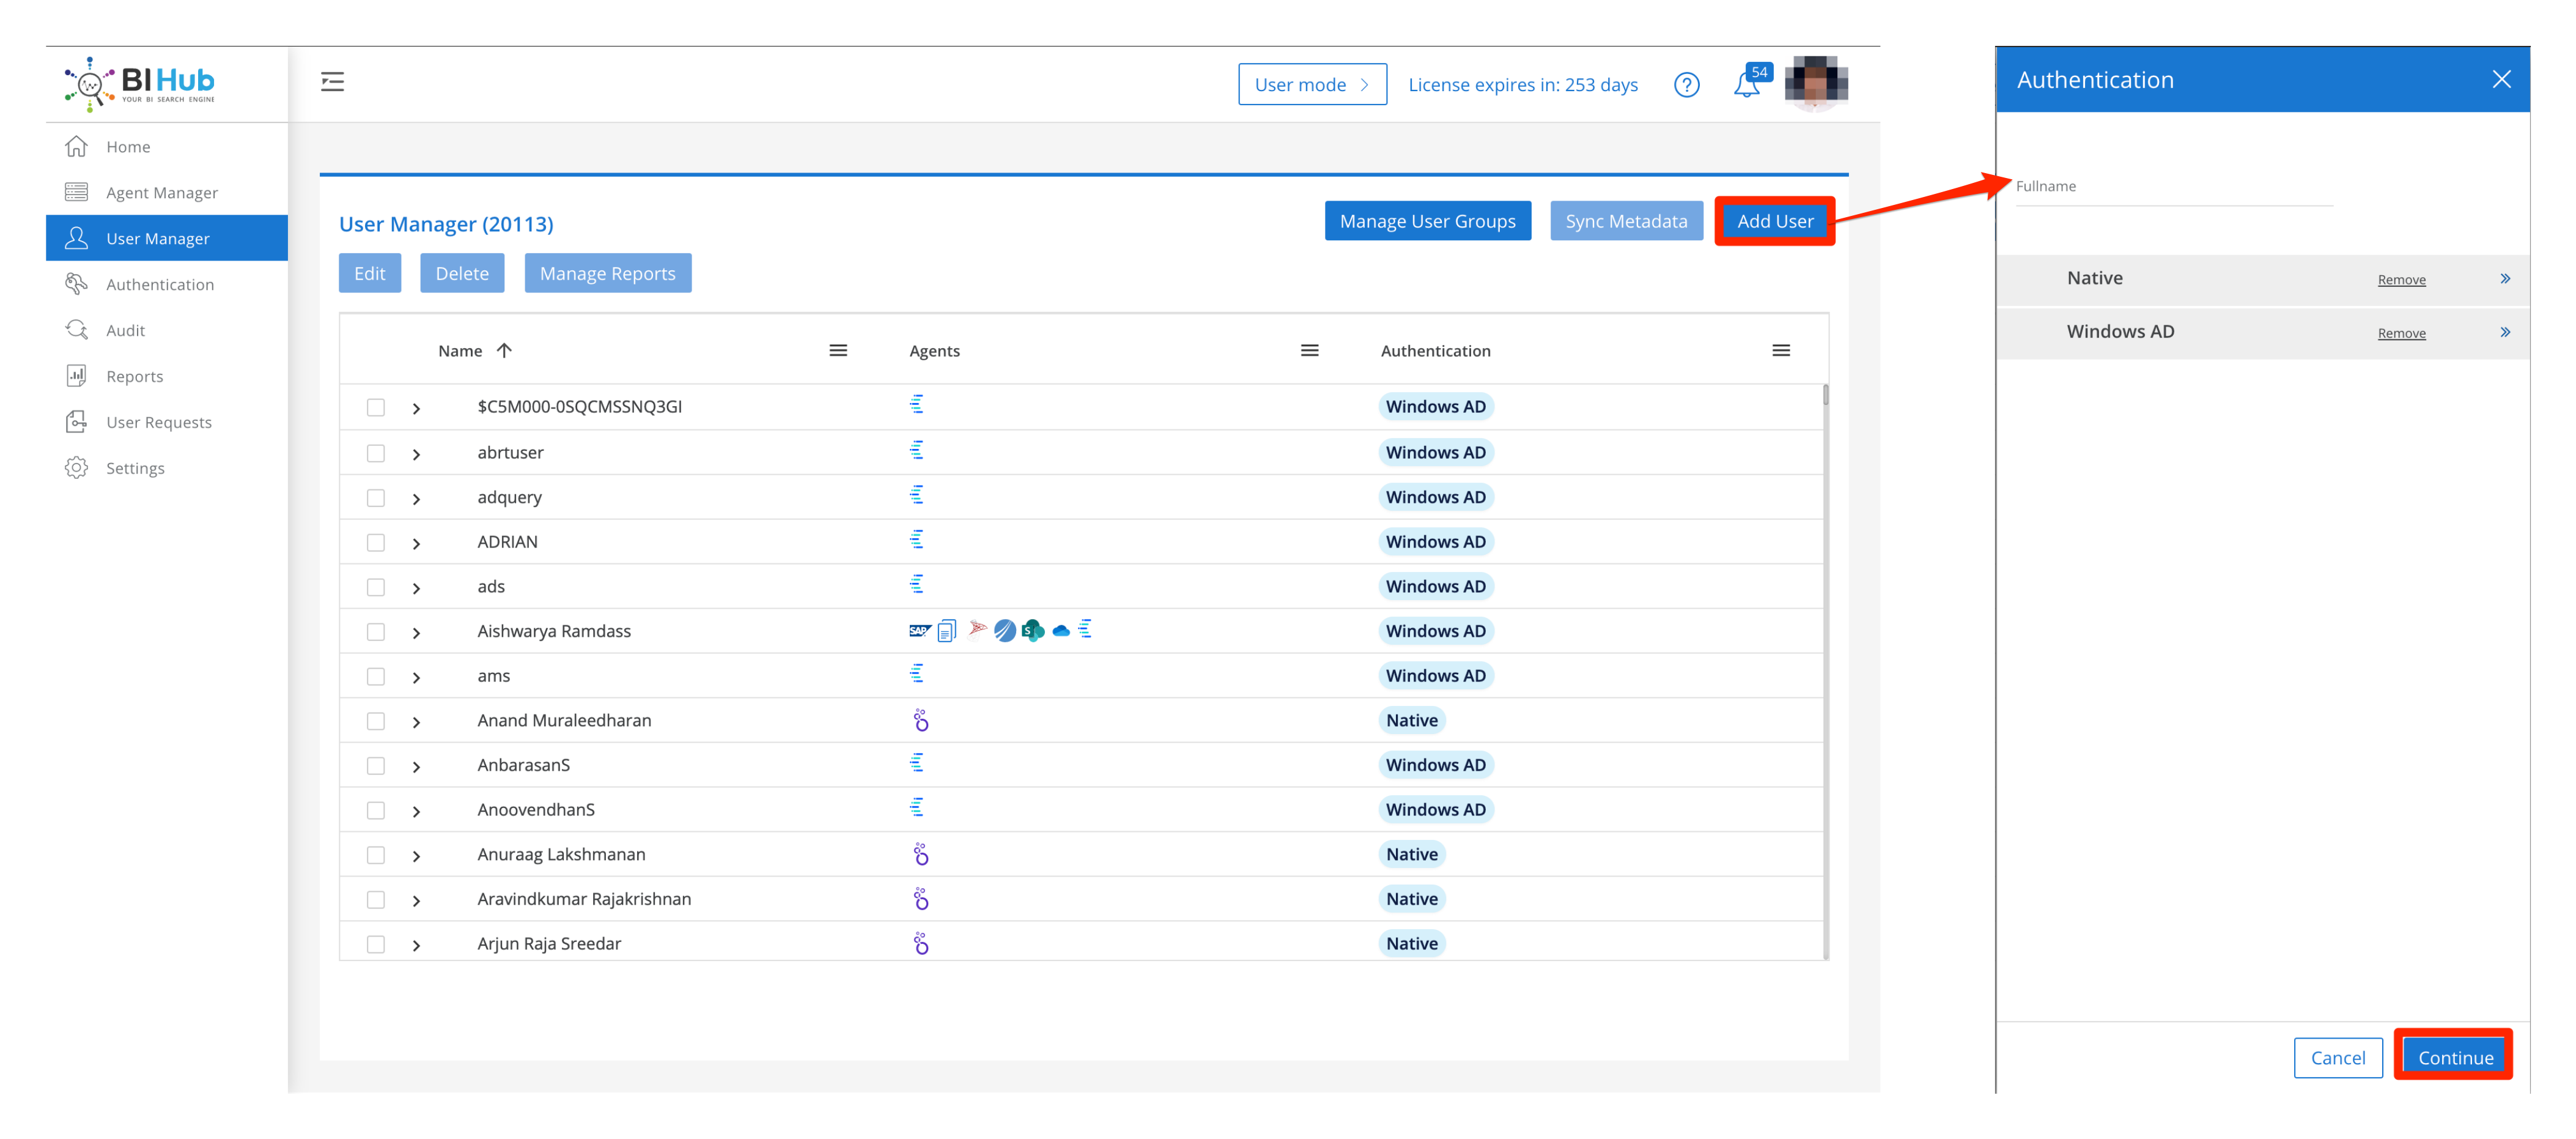 BI Hub
YOUR BI SEARCH ENGINE
User mode
License expires in: 253 days
54
Home
Agent Manager
User Manager
Authentication
Audit
Reports
User Requests
Settings
User Manager (20113)
Manage User Groups
Sync Metadata
Add User
Edit
Delete
Manage Reports
Name Agents Authentication
$C5M000-0SQCMSSNQ3GI Windows AD
abrtuser Windows AD
adquery Windows AD
ADRIAN Windows AD
ads Windows AD
Aishwarya Ramdass SAP S Windows AD
ams Windows AD
Anand Muraleedharan Native
AnbarasanS Windows AD
AnoovendhanS Windows AD
Anuraag Lakshmanan Native
Aravindkumar Rajakrishnan Native
Arjun Raja Sreedar Native
Authentication
Fullname
Native Remove
Windows AD Remove
Cancel
Continue